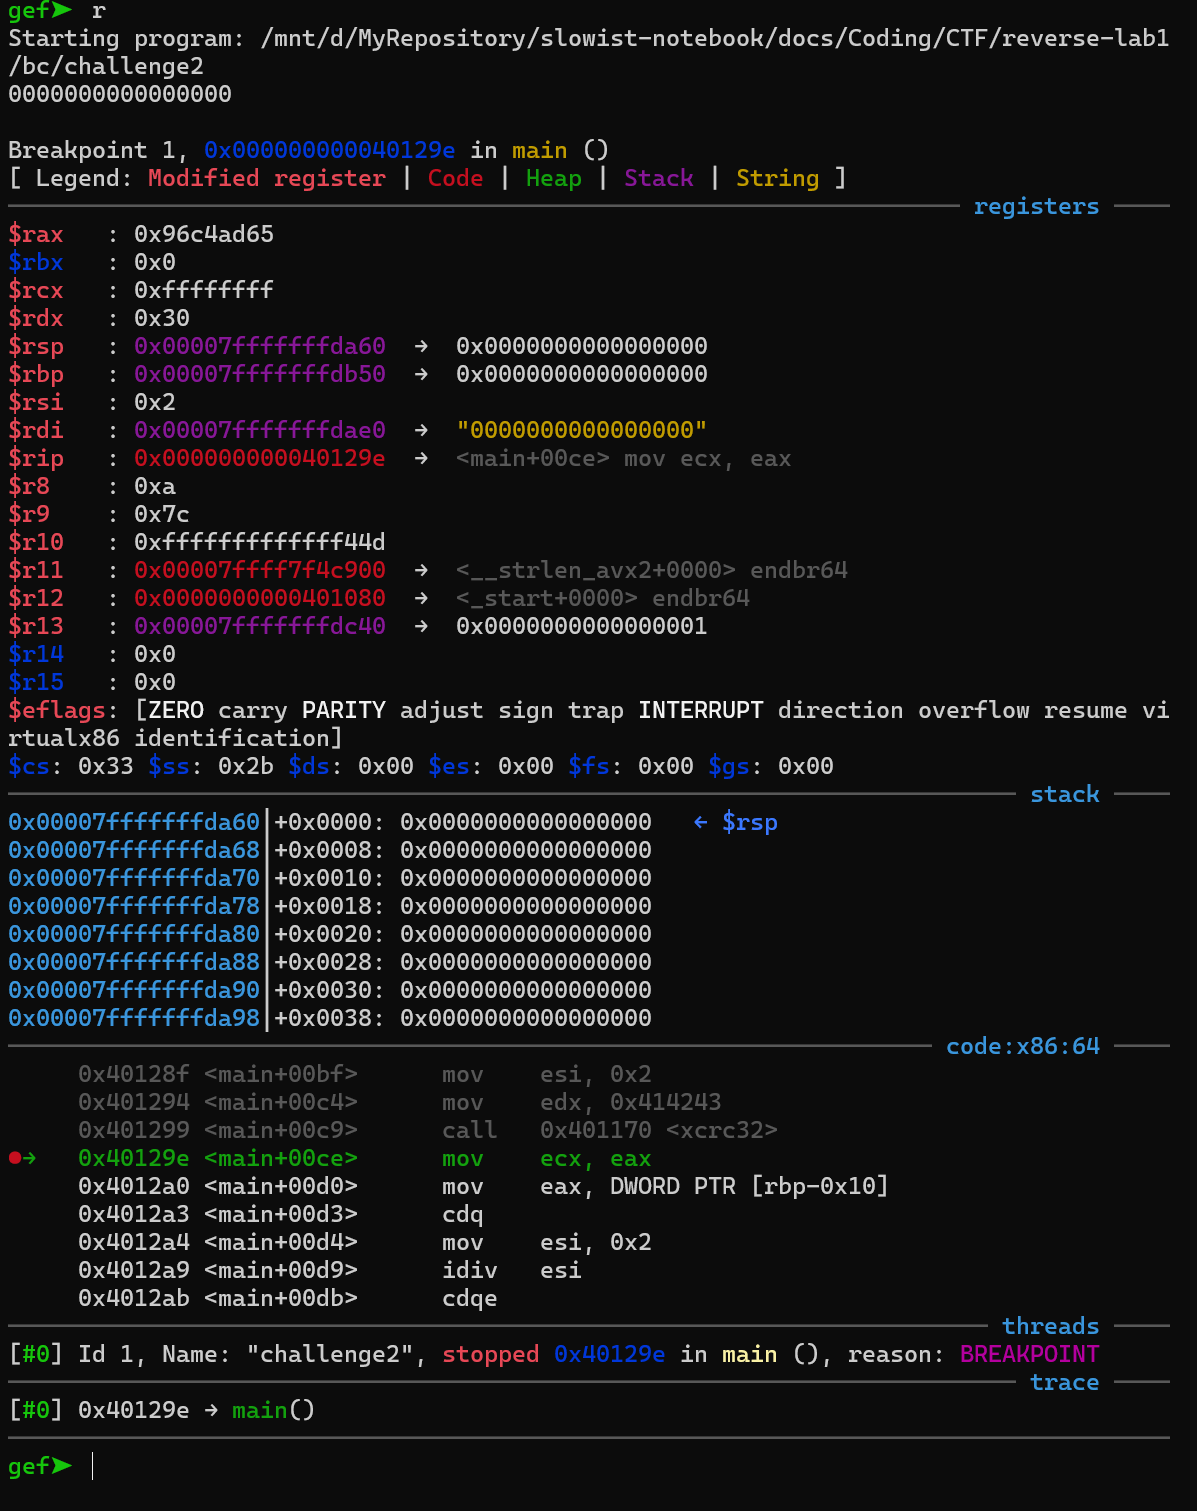 gef➤  r
Starting program: /mnt/d/MyRepository/slowist-notebook/docs/Coding/CTF/reverse-lab1
/bc/challenge2
0000000000000000
Breakpoint 1, 0x000000000040129e in main ()
[ Legend: Modified register | Code | Heap | Stack | String ]
registers
$rax   : 0x96c4ad65
$rbx   : 0x0
$rcx   : 0xffffffff
$rdx   : 0x30
$rsp   : 0x00007fffffffda60  →  0x0000000000000000
$rbp   : 0x00007fffffffdb50  →  0x0000000000000000
$rsi   : 0x2
$rdi   : 0x00007fffffffdae0  →  "0000000000000000"
$rip   : 0x000000000040129e  →  <main+00ce> mov ecx, eax
$r8    : 0xa
$r9    : 0x7c
$r10   : 0xfffffffffffff44d
$r11   : 0x00007ffff7f4c900  →  <__strlen_avx2+0000> endbr64
$r12   : 0x0000000000401080  →  <_start+0000> endbr64
$r13   : 0x00007fffffffdc40  →  0x0000000000000001
$r14   : 0x0
$r15   : 0x0
$eflags: [ZERO carry PARITY adjust sign trap INTERRUPT direction overflow resume vi
rtualx86 identification]
$cs: 0x33 $ss: 0x2b $ds: 0x00 $es: 0x00 $fs: 0x00 $gs: 0x00
stack
0x00007fffffffda60│+0x0000: 0x0000000000000000   ← $rsp
0x00007fffffffda68│+0x0008: 0x0000000000000000
0x00007fffffffda70│+0x0010: 0x0000000000000000
0x00007fffffffda78│+0x0018: 0x0000000000000000
0x00007fffffffda80│+0x0020: 0x0000000000000000
0x00007fffffffda88│+0x0028: 0x0000000000000000
0x00007fffffffda90│+0x0030: 0x0000000000000000
0x00007fffffffda98│+0x0038: 0x0000000000000000
code:x86:64
0x40128f <main+00bf>      mov    esi, 0x2
0x401294 <main+00c4>      mov    edx, 0x414243
0x401299 <main+00c9>      call   0x401170 <xcrc32>
●→   0x40129e <main+00ce>      mov    ecx, eax
0x4012a0 <main+00d0>      mov    eax, DWORD PTR [rbp-0x10]
0x4012a3 <main+00d3>      cdq
0x4012a4 <main+00d4>      mov    esi, 0x2
0x4012a9 <main+00d9>      idiv   esi
0x4012ab <main+00db>      cdqe
threads
[#0] Id 1, Name: "challenge2", stopped 0x40129e in main (), reason: BREAKPOINT
trace
[#0] 0x40129e → main()
gef➤